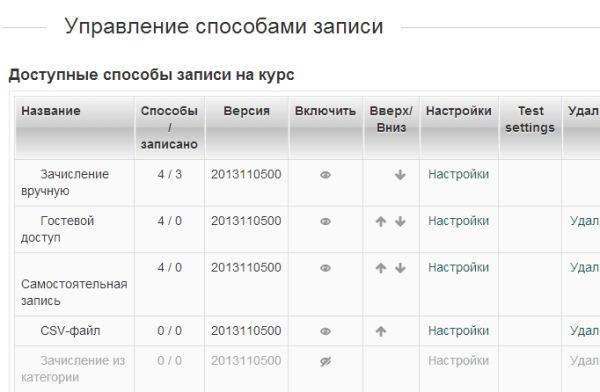 Управление способами записи
Доступные способы записи на курс
Название Способы / записано Версия Включить Вверх/ Вниз Настройки Test settings Удал
Зачисление вручную 4 / 3 2013110500 Настройки
Гостевой доступ 4 / 0 2013110500 Настройки Удал
Самостоятельная запись 4 / 0 2013110500 Настройки Удал
CSV-файл 0 / 0 2013110500 Настройки Удал
Зачисление из категории 0 / 0 2013110500 Настройки Удал